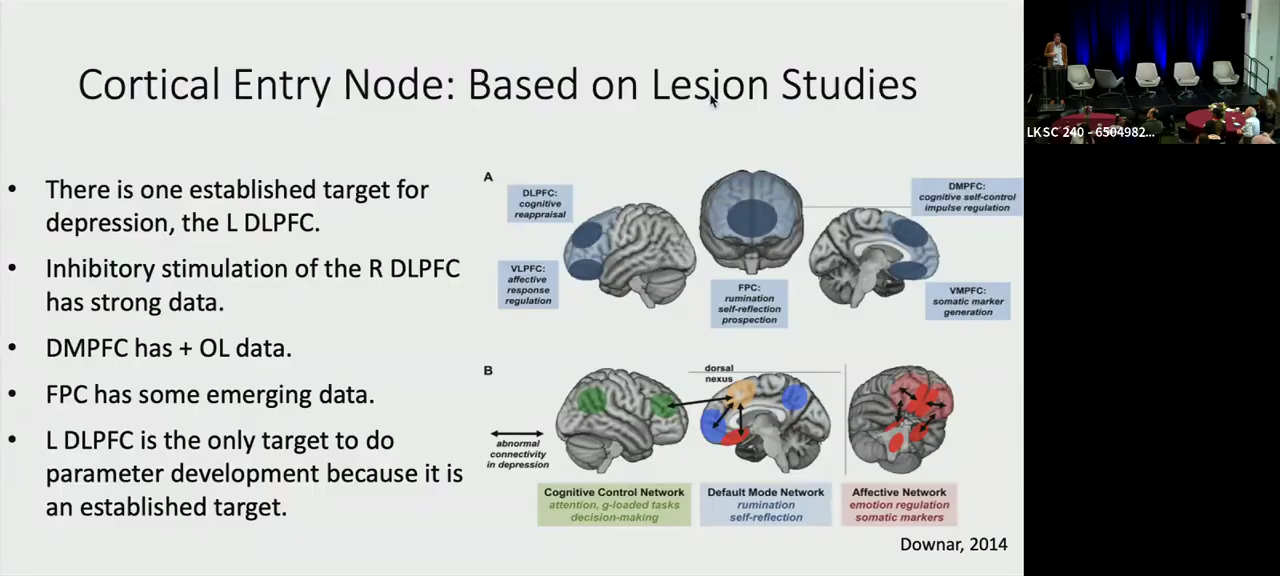 Cortical Entry Node: Based on Lesion Studies
• There is one established target for
depression, the L DLPFC.
• Inhibitory stimulation of the R DLPFC
has strong data.
• DMPFC has + OL data.
• FPC has some emerging data.
• L DLPFC is the only target to do
parameter development because it is
an established target.
A
DLPFC:
cognitive
reappraisal
VLPFC:
affective
response
regulation
FPC:
rumination
self-reflection
prospection
DMPFC:
cognitive self-control
impulse regulation
VMPFC:
somatic marker
generation
B
dorsal
nexus
abnormal
connectivity
in depression
Cognitive Control Network
attention, g-loaded tasks
decision-making
Default Mode Network
rumination
self-reflection
Affective Network
emotion regulation
somatic markers
Downar, 2014
LKSC 240 - 6504982...